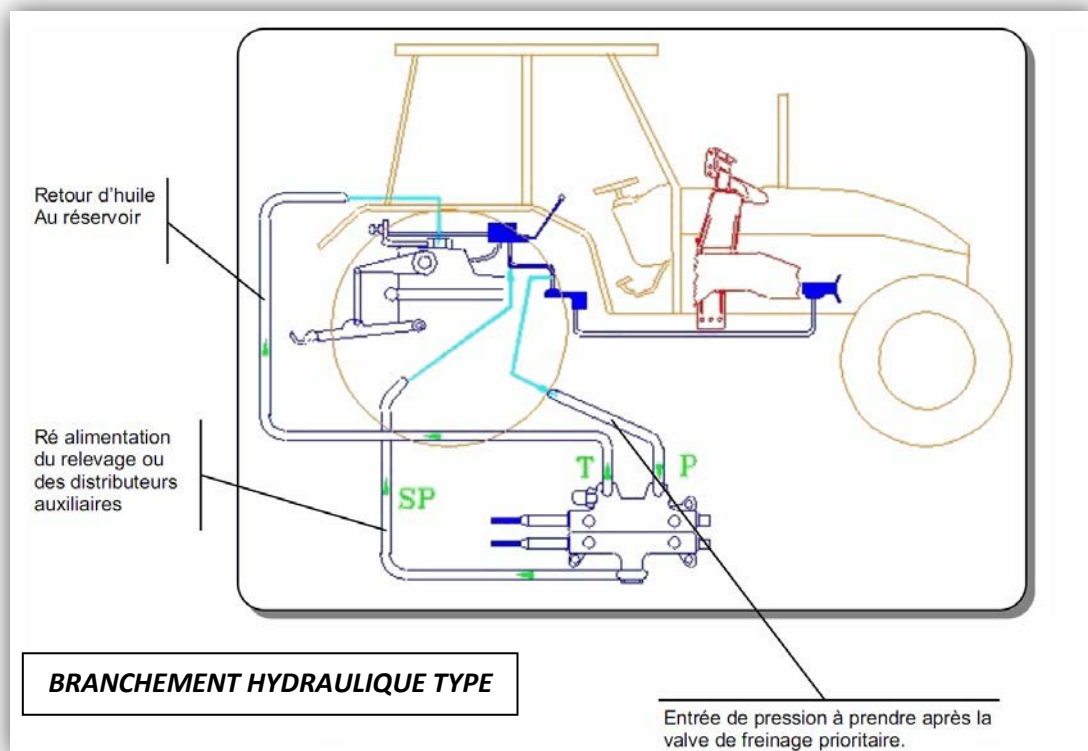 Retour d'huile
Au réservoir
Ré alimentation
du relevage ou
des distributeurs
auxiliaires
T
P
SP
BRANCHEMENT HYDRAULIQUE TYPE
Entrée de pression à prendre après la
valve de freinage prioritaire.